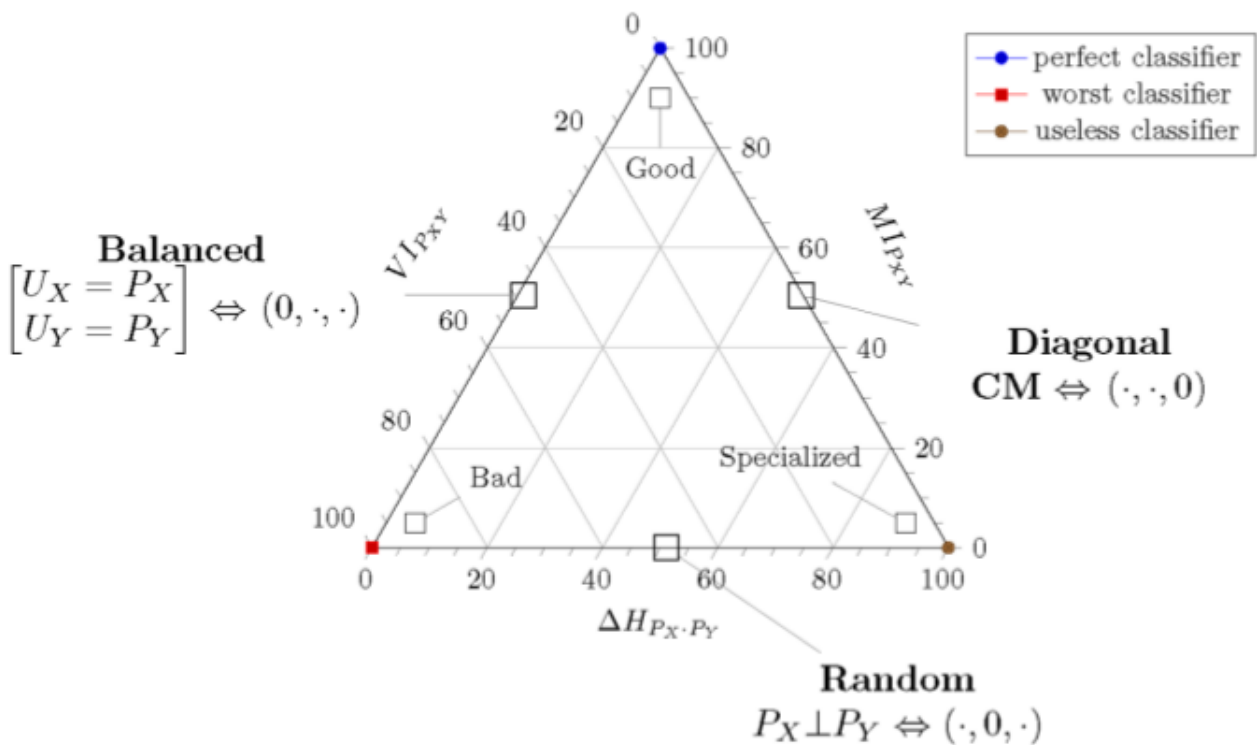 0
100
perfect classifier
worst classifier
useless classifier
20
80
Good
40
60
VI_{P_{XY}}
MI_{P_{XY}}
Balanced
[U_X = P_X
U_Y = P_Y] ⇔ (0, ·, ·)
60
40
Diagonal
CM ⇔ (·, ·, 0)
80
20
Specialized
Bad
100
0
0 20 40 60 80 100
ΔH_{P_X·P_Y}
Random
P_X ⊥ P_Y ⇔ (·, 0, ·)